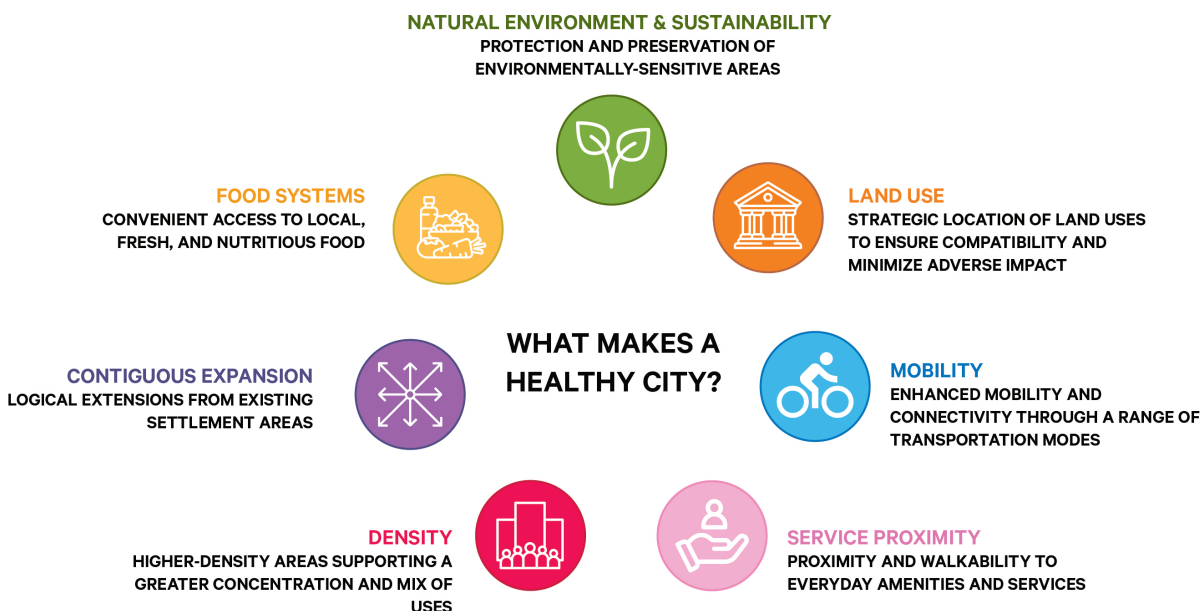 NATURAL ENVIRONMENT & SUSTAINABILITY
PROTECTION AND PRESERVATION OF
ENVIRONMENTALLY-SENSITIVE AREAS
FOOD SYSTEMS
CONVENIENT ACCESS TO LOCAL,
FRESH, AND NUTRITIOUS FOOD
LAND USE
STRATEGIC LOCATION OF LAND USES
TO ENSURE COMPATIBILITY AND
MINIMIZE ADVERSE IMPACT
WHAT MAKES A
HEALTHY CITY?
CONTIGUOUS EXPANSION
LOGICAL EXTENSIONS FROM EXISTING
SETTLEMENT AREAS
MOBILITY
ENHANCED MOBILITY AND
CONNECTIVITY THROUGH A RANGE OF
TRANSPORTATION MODES
DENSITY
HIGHER-DENSITY AREAS SUPPORTING A
GREATER CONCENTRATION AND MIX OF
USES
SERVICE PROXIMITY
PROXIMITY AND WALKABILITY TO
EVERYDAY AMENITIES AND SERVICES